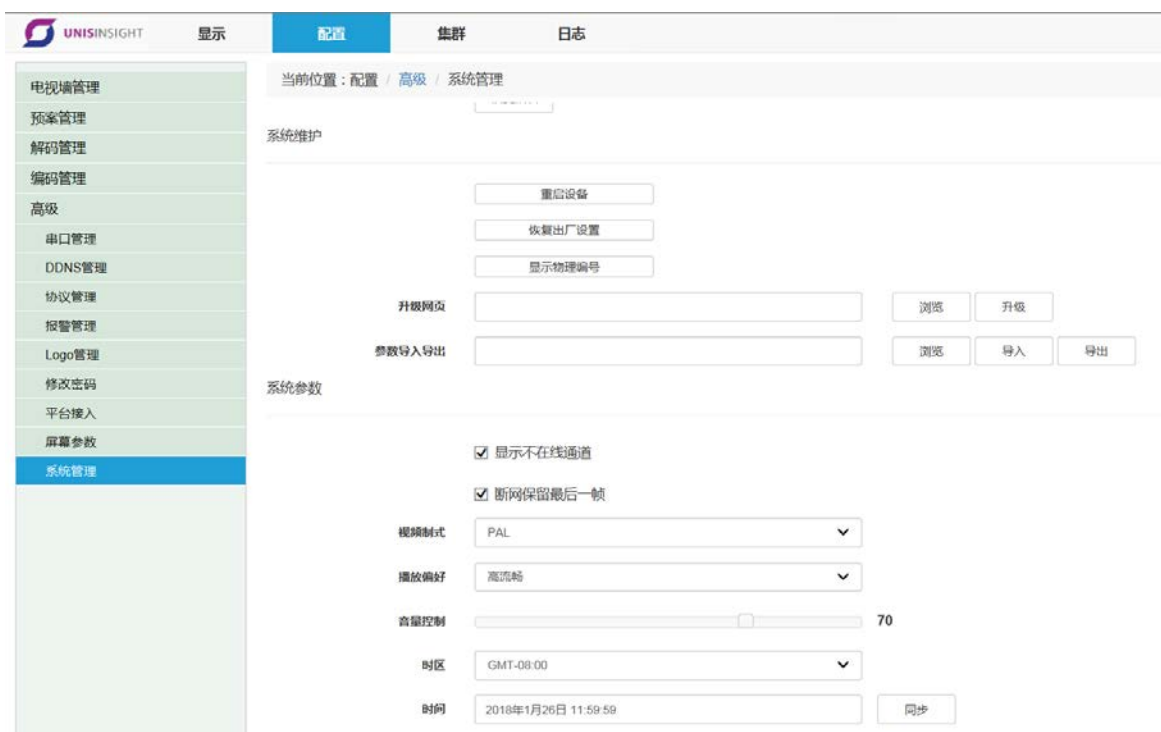 UNISINSIGHT 显示 配置 集群 日志
当前位置：配置 / 高级 / 系统管理
电视墙管理
预案管理
解码管理
编码管理
高级
串口管理
DDNS管理
协议管理
报警管理
Logo管理
修改密码
平台接入
屏幕参数
系统管理
系统维护
重启设备
恢复出厂设置
显示物理编号
升级网页 浏览 升级
参数导入导出 浏览 导入 导出
系统参数
显示不在线通道
断网保留最后一帧
视频制式 PAL
播放偏好 高流畅
音量控制 70
时区 GMT-08:00
时间 2018年1月26日 11:59:59 同步